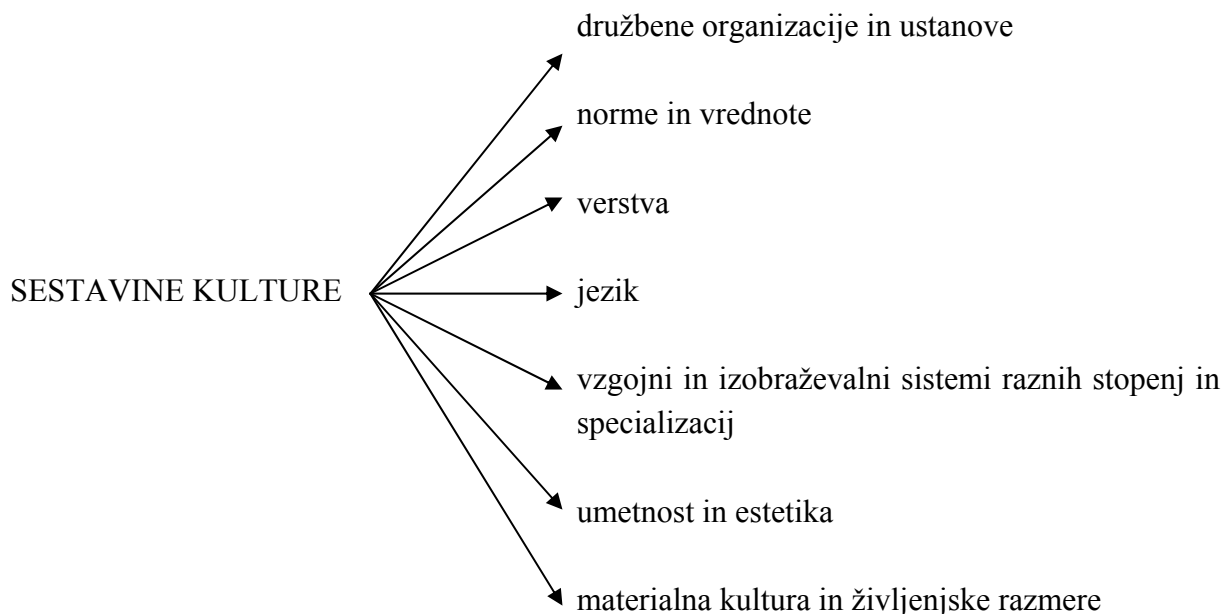 družbene organizacije in ustanove
norme in vrednote
verstva
SESTAVINE KULTURE
jezik
vzgojni in izobraževalni sistemi raznih stopenj in
specializacij
umetnost in estetika
materialna kultura in življenjske razmere